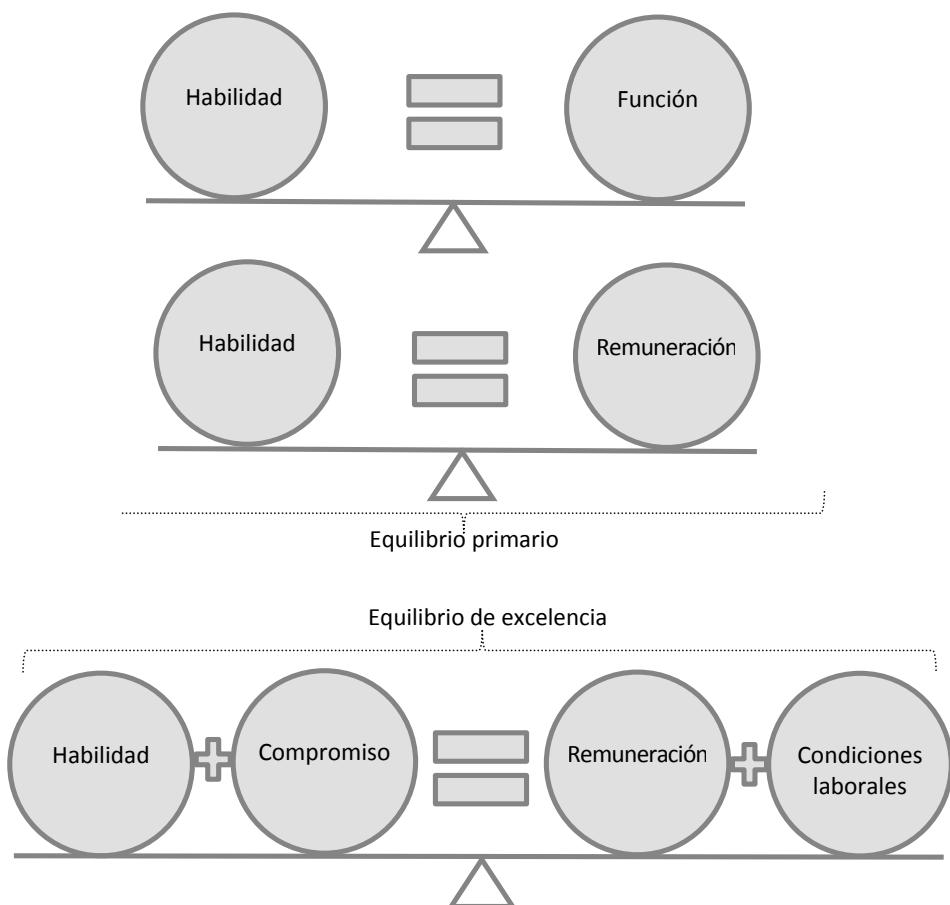 Habilidad
Función
Habilidad
Remuneración
Equilibrio primario
Equilibrio de excelencia
Habilidad
Compromiso
Remuneración
Condiciones
laborales